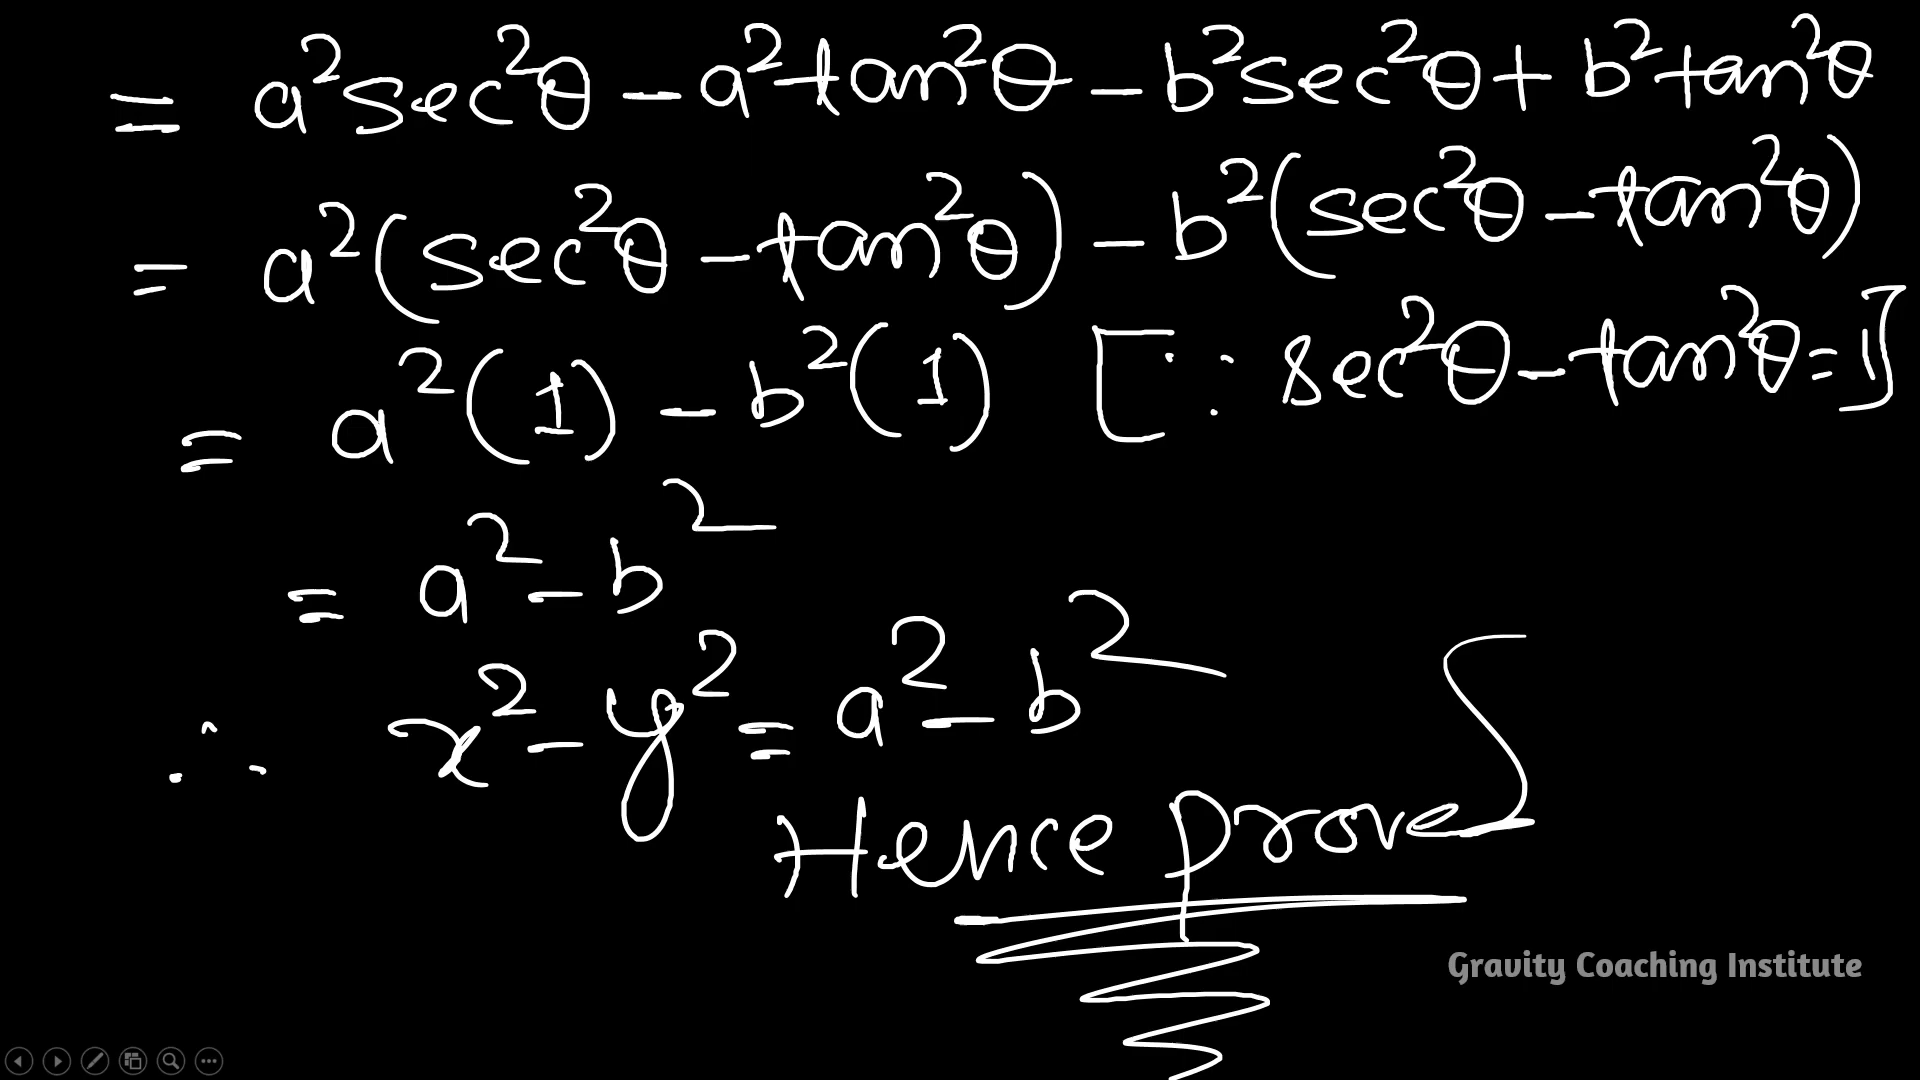 = a²sec²θ - a²tan²θ - b²sec²θ + b²tan²θ
= a²(sec²θ - tan²θ) - b²(sec²θ - tan²θ)
= a²(1) - b²(1) [∵ sec²θ - tan²θ = 1]
= a² - b²
∴ x² - y² = a² - b²
Hence proved
Gravity Coaching Institute